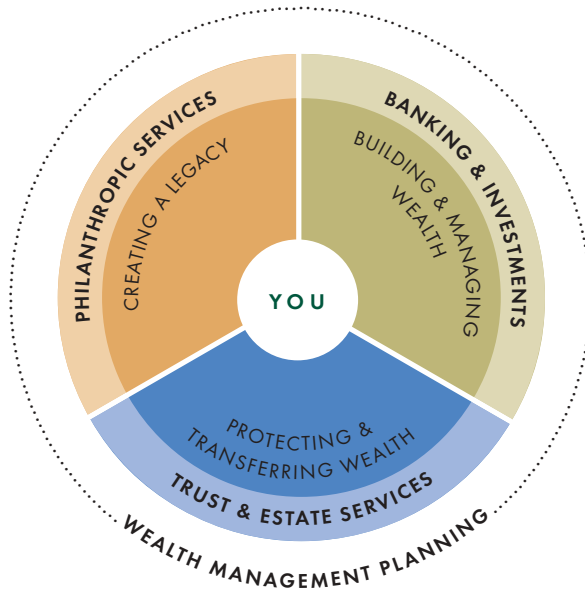 PHILANTHROPIC SERVICES
CREATING A LEGACY
BANKING & INVESTMENTS
BUILDING & MANAGING
WEALTH
YOU
PROTECTING &
TRANSFERRING WEALTH
TRUST & ESTATE SERVICES
WEALTH MANAGEMENT PLANNING